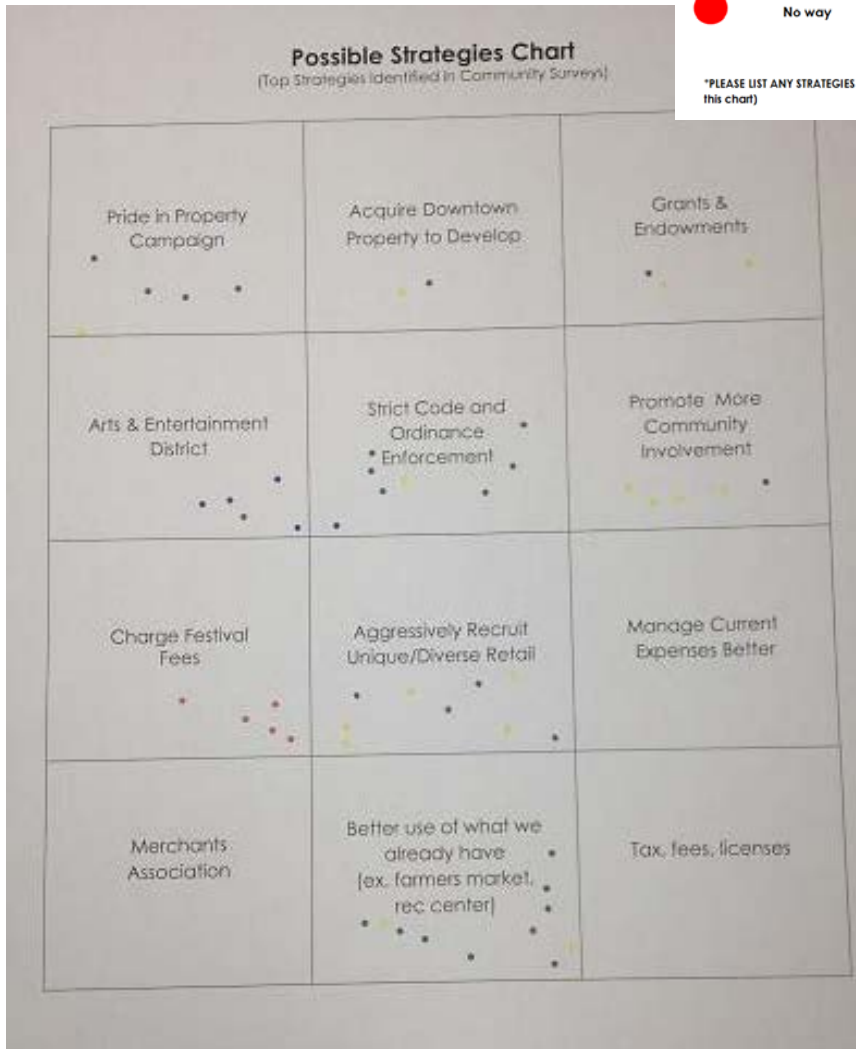 No way
*PLEASE LIST ANY STRATEGIES
this chart)
Possible Strategies Chart
(Top Strategies Identified in Community Surveys)
Pride in Property
Campaign
Acquire Downtown
Property to Develop
Grants &
Endowments
Arts & Entertainment
District
Strict Code and
Ordinance
Enforcement
Promote More
Community
Involvement
Charge Festival
Fees
Aggressively Recruit
Unique/Diverse Retail
Manage Current
Expenses Better
Merchants
Association
Better use of what we
already have
(ex. farmers market,
rec center)
Tax, fees, licenses